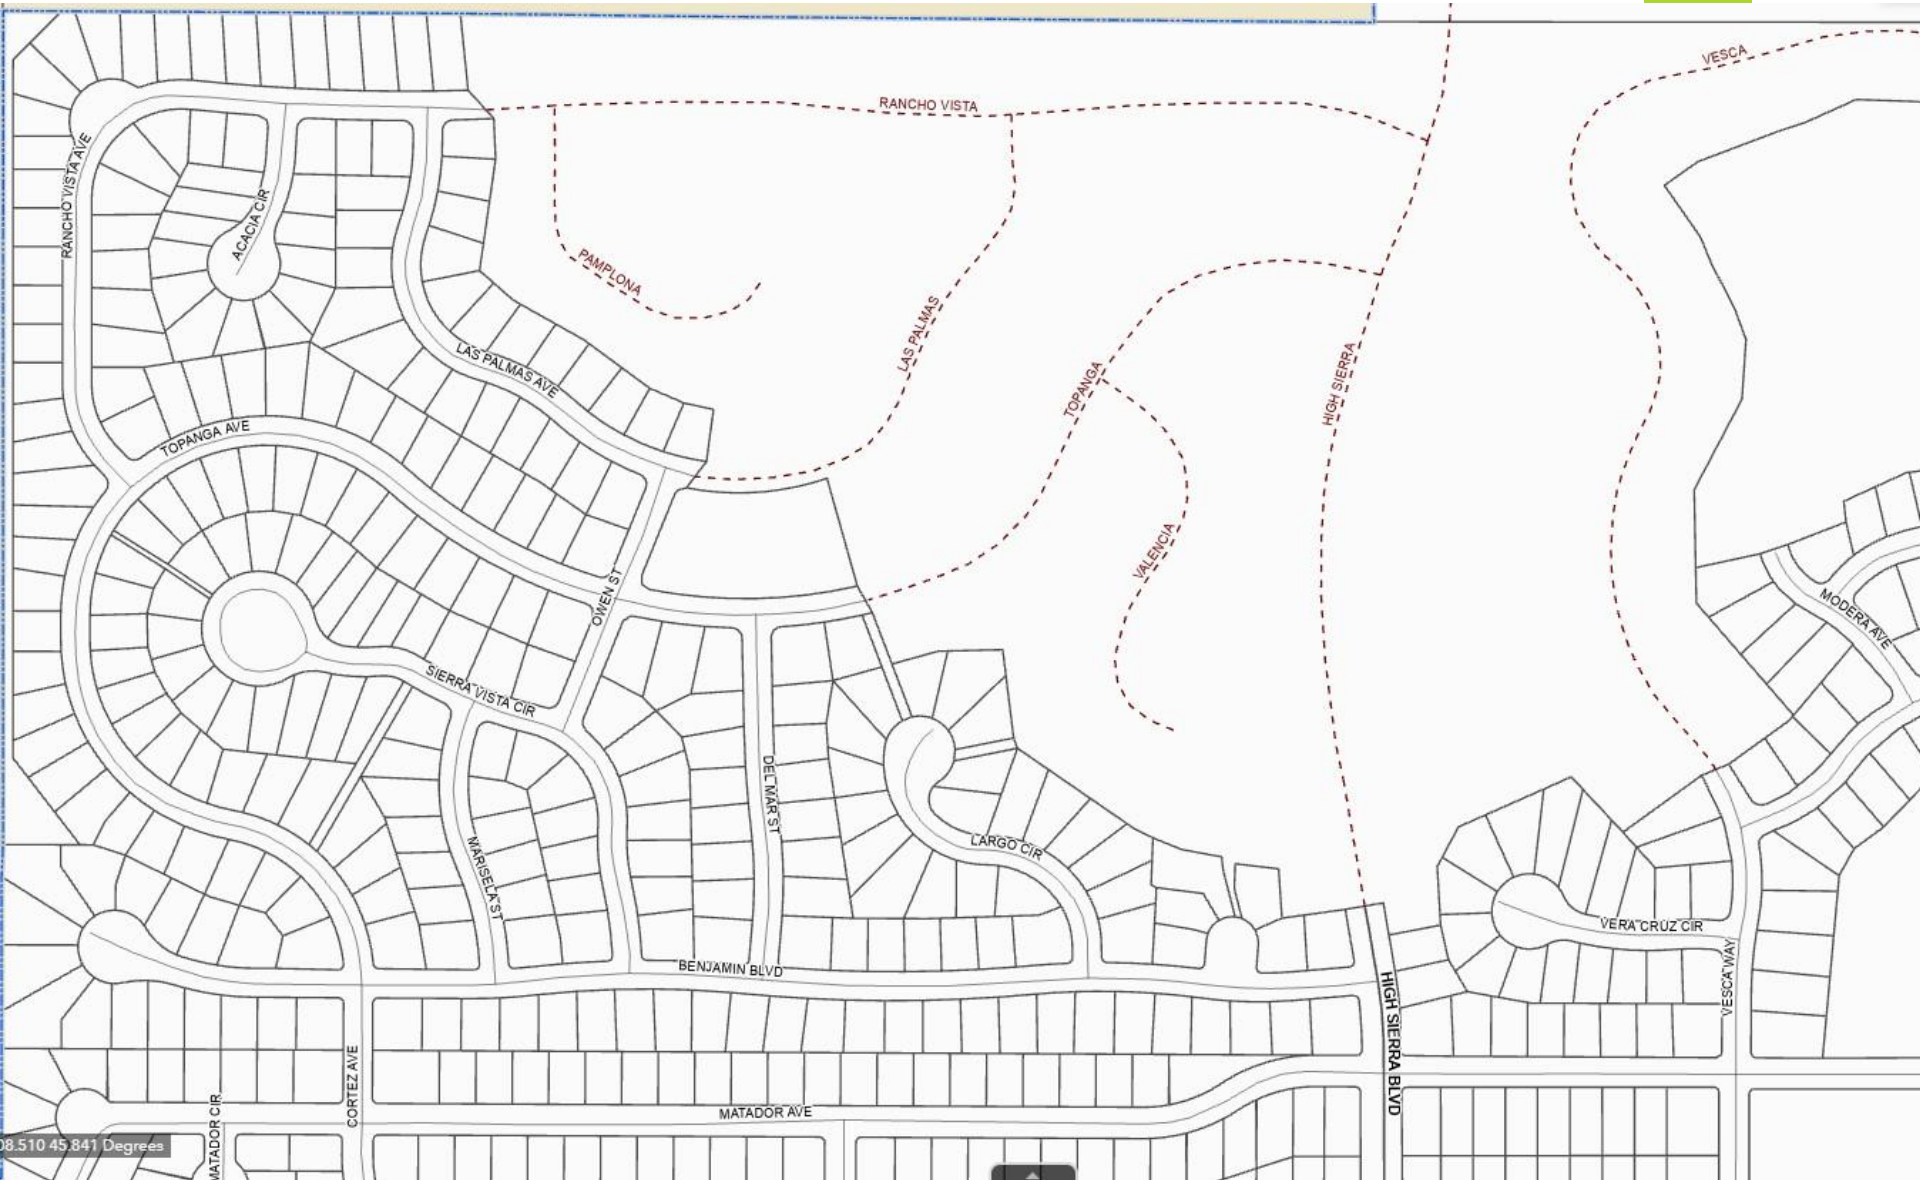 VESCA
RANCHO VISTA
RANCHO VISTA AVE
ACACIA CIR
PAMPLONA
LAS PALMAS
LAS PALMAS AVE
TOPANGA
HIGH SIERRA
TOPANGA AVE
VALENCIA
OWEN ST
MODERA AVE
SIERRA VISTA CIR
DEL MAR ST
LARGO CIR
MARISELA ST
VERA CRUZ CIR
BENJAMIN BLVD
VESCA WAY
HIGH SIERRA BLVD
CORTEZ AVE
MATADOR AVE
MATADOR CIR
08.510 45.841 Degrees